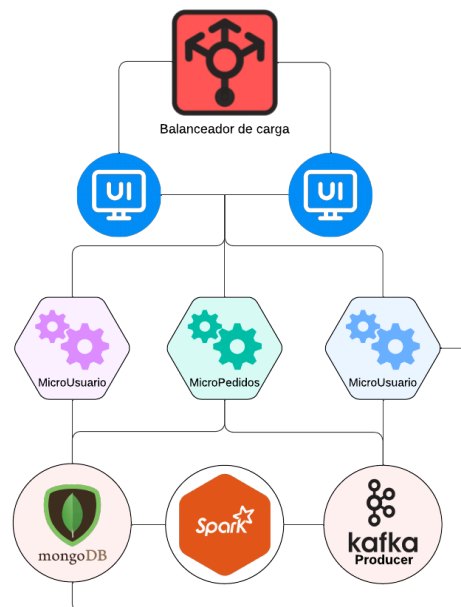 Balanceador de carga
UI
UI
MicroUsuario
MicroPedidos
MicroUsuario
mongoDB
Spark
kafka
Producer